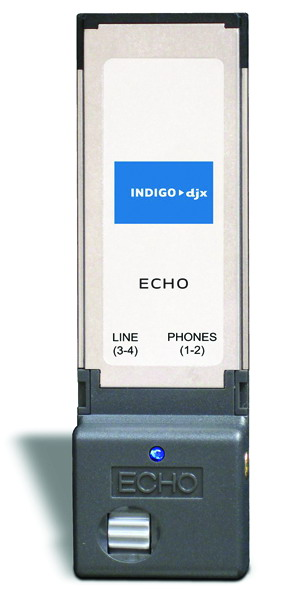 INDIGO▸djx
ECHO
LINE PHONES
(3-4) (1-2)
ECHO